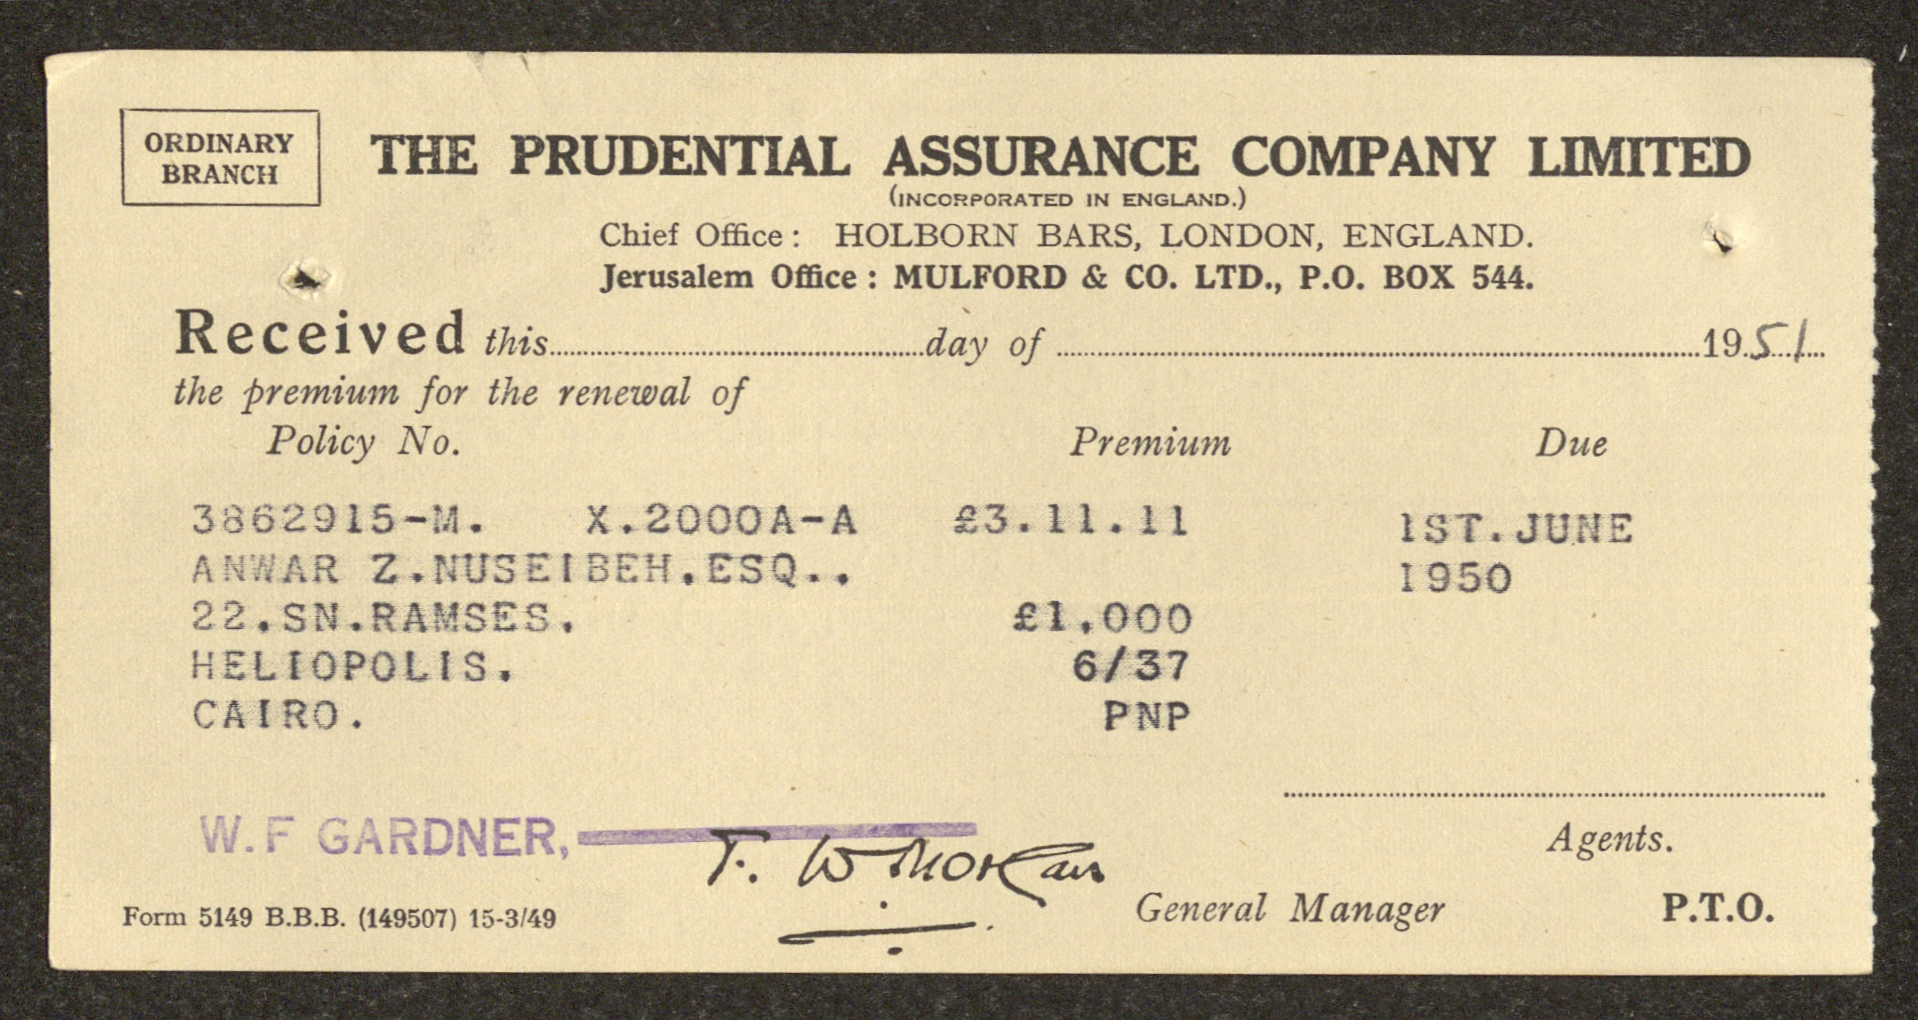 ORDINARY
BRANCH
THE PRUDENTIAL ASSURANCE COMPANY LIMITED
(INCORPORATED IN ENGLAND.)
Chief Office : HOLBORN BARS, LONDON, ENGLAND.
Jerusalem Office : MULFORD & CO. LTD., P.O. BOX 544.
Received this day of 1951
the premium for the renewal of
Policy No. Premium Due
3862915-M. X.2000A-A £3.11.11 1ST.JUNE
ANWAR Z.NUSEIBEH.ESQ.. 1950
22.SN.RAMSES. £1.000
HELIOPOLIS. 6/37
CAIRO. PNP
W.F GARDNER,
F. W. Morgan
Agents.
General Manager P.T.O.
Form 5149 B.B.B. (149507) 15-3/49